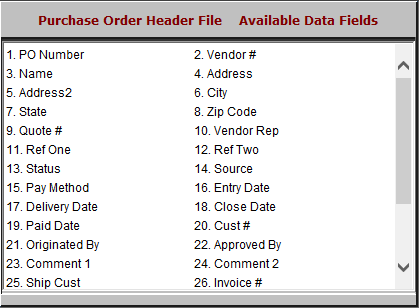 Purchase Order Header File    Available Data Fields
1. PO Number    2. Vendor #
3. Name    4. Address
5. Address2    6. City
7. State    8. Zip Code
9. Quote #    10. Vendor Rep
11. Ref One    12. Ref Two
13. Status    14. Source
15. Pay Method    16. Entry Date
17. Delivery Date    18. Close Date
19. Paid Date    20. Cust #
21. Originated By    22. Approved By
23. Comment 1    24. Comment 2
25. Ship Cust    26. Invoice #